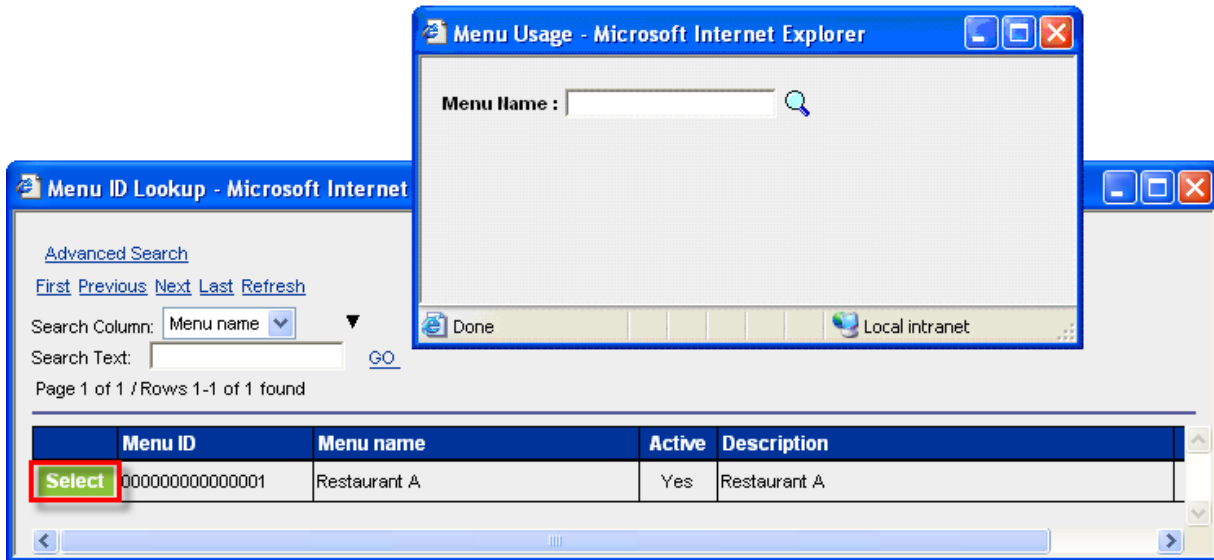 Menu Usage - Microsoft Internet Explorer
Menu Name :
Done
Local intranet
Menu ID Lookup - Microsoft Internet
Advanced Search
First Previous Next Last Refresh
Search Column: Menu name
Search Text: GO
Page 1 of 1 / Rows 1-1 of 1 found
Menu ID Menu name Active Description
Select 000000000000001 Restaurant A Yes Restaurant A